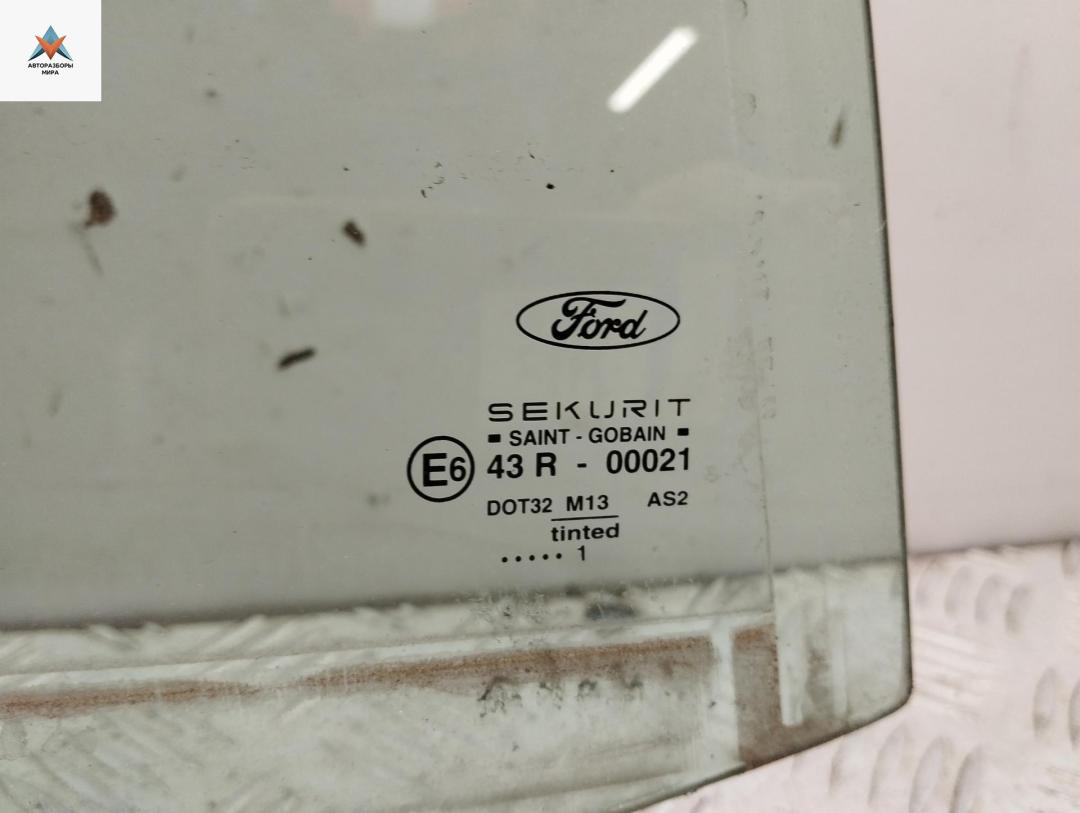 АВТОРАЗБОРЫ
МИРА
Ford
SEKURIT
SAINT - GOBAIN
E6 43 R - 00021
DOT32 M13 AS2
tinted
..... 1